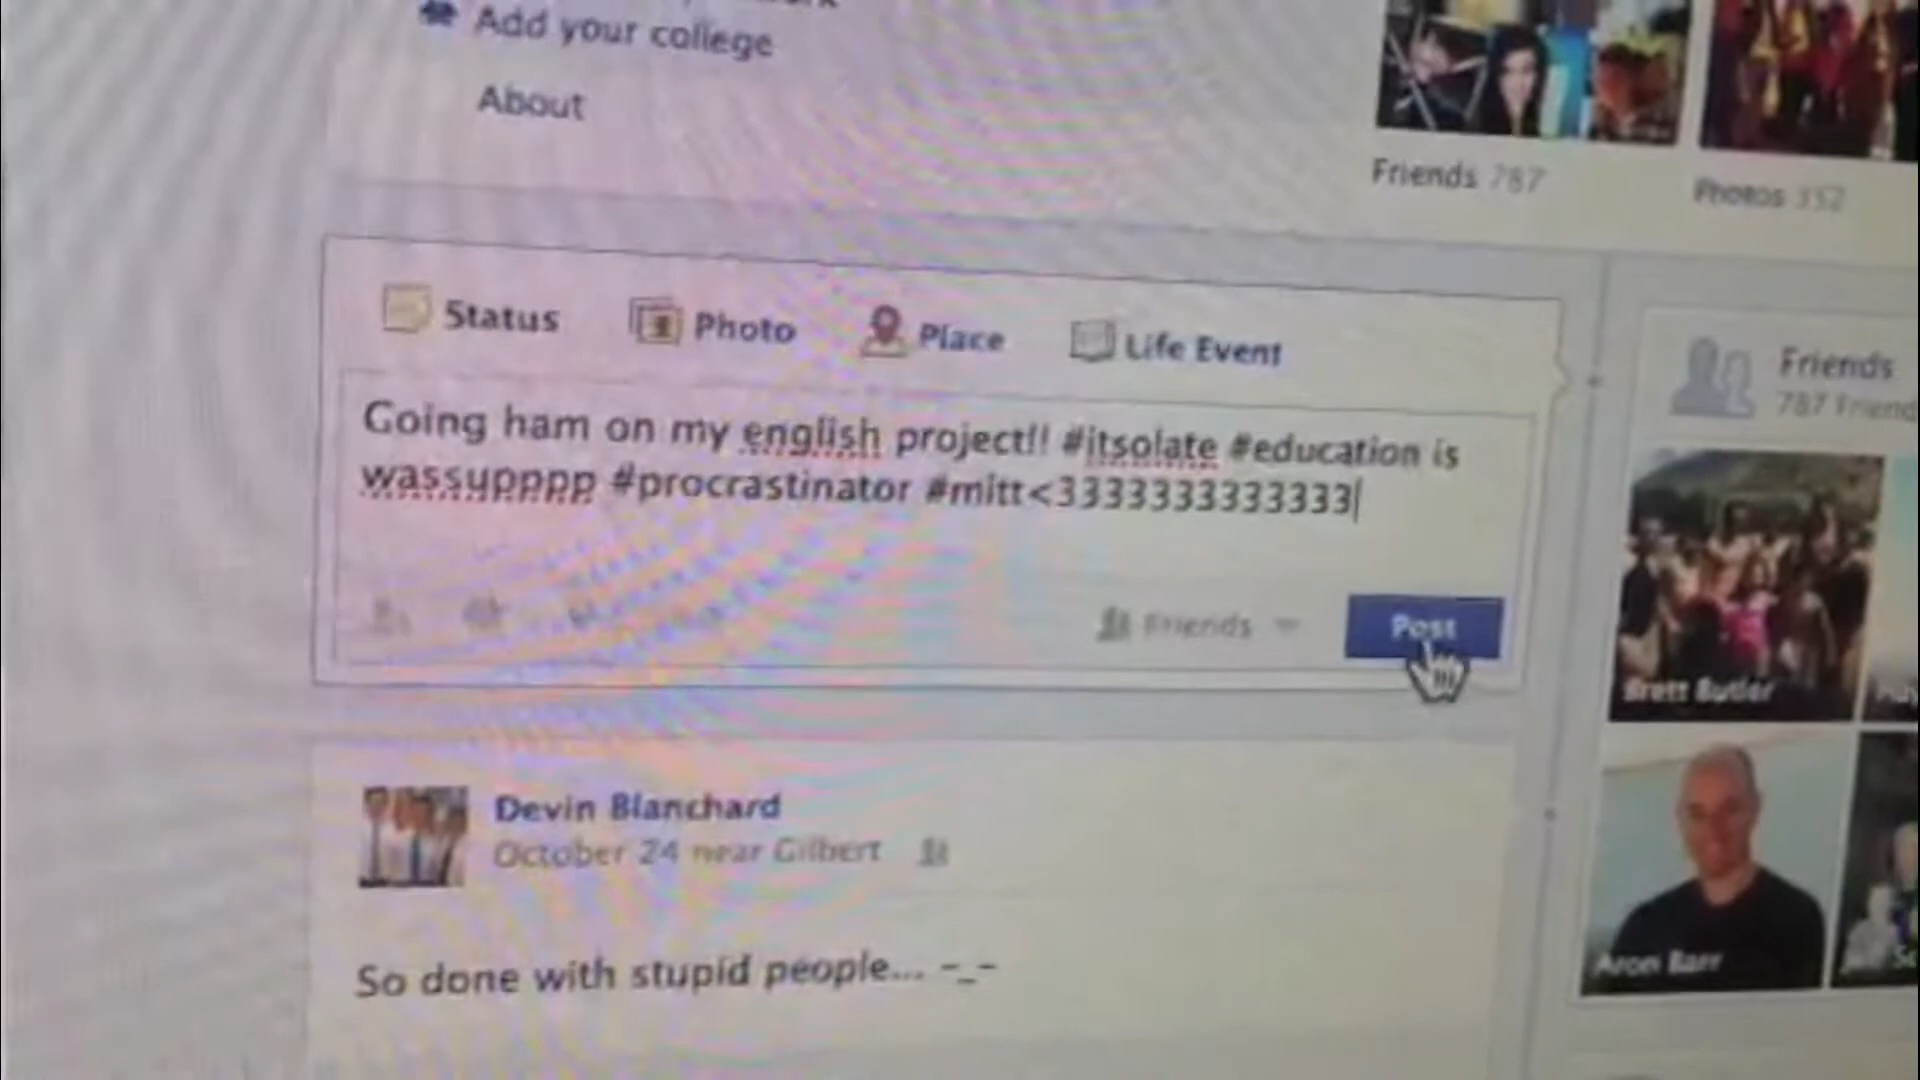 Add your college
About
Friends 787
Photos 352
Status
Photo
Place
Life Event
Going ham on my english project!! #itsolate #education is
wassupppp #procrastinator #mitt<33333333333333
Friends
Post
Friends
787 Friend
Brett Butler
Devin Blanchard
October 24 near Gilbert
So done with stupid people... -_-
Aron Barr